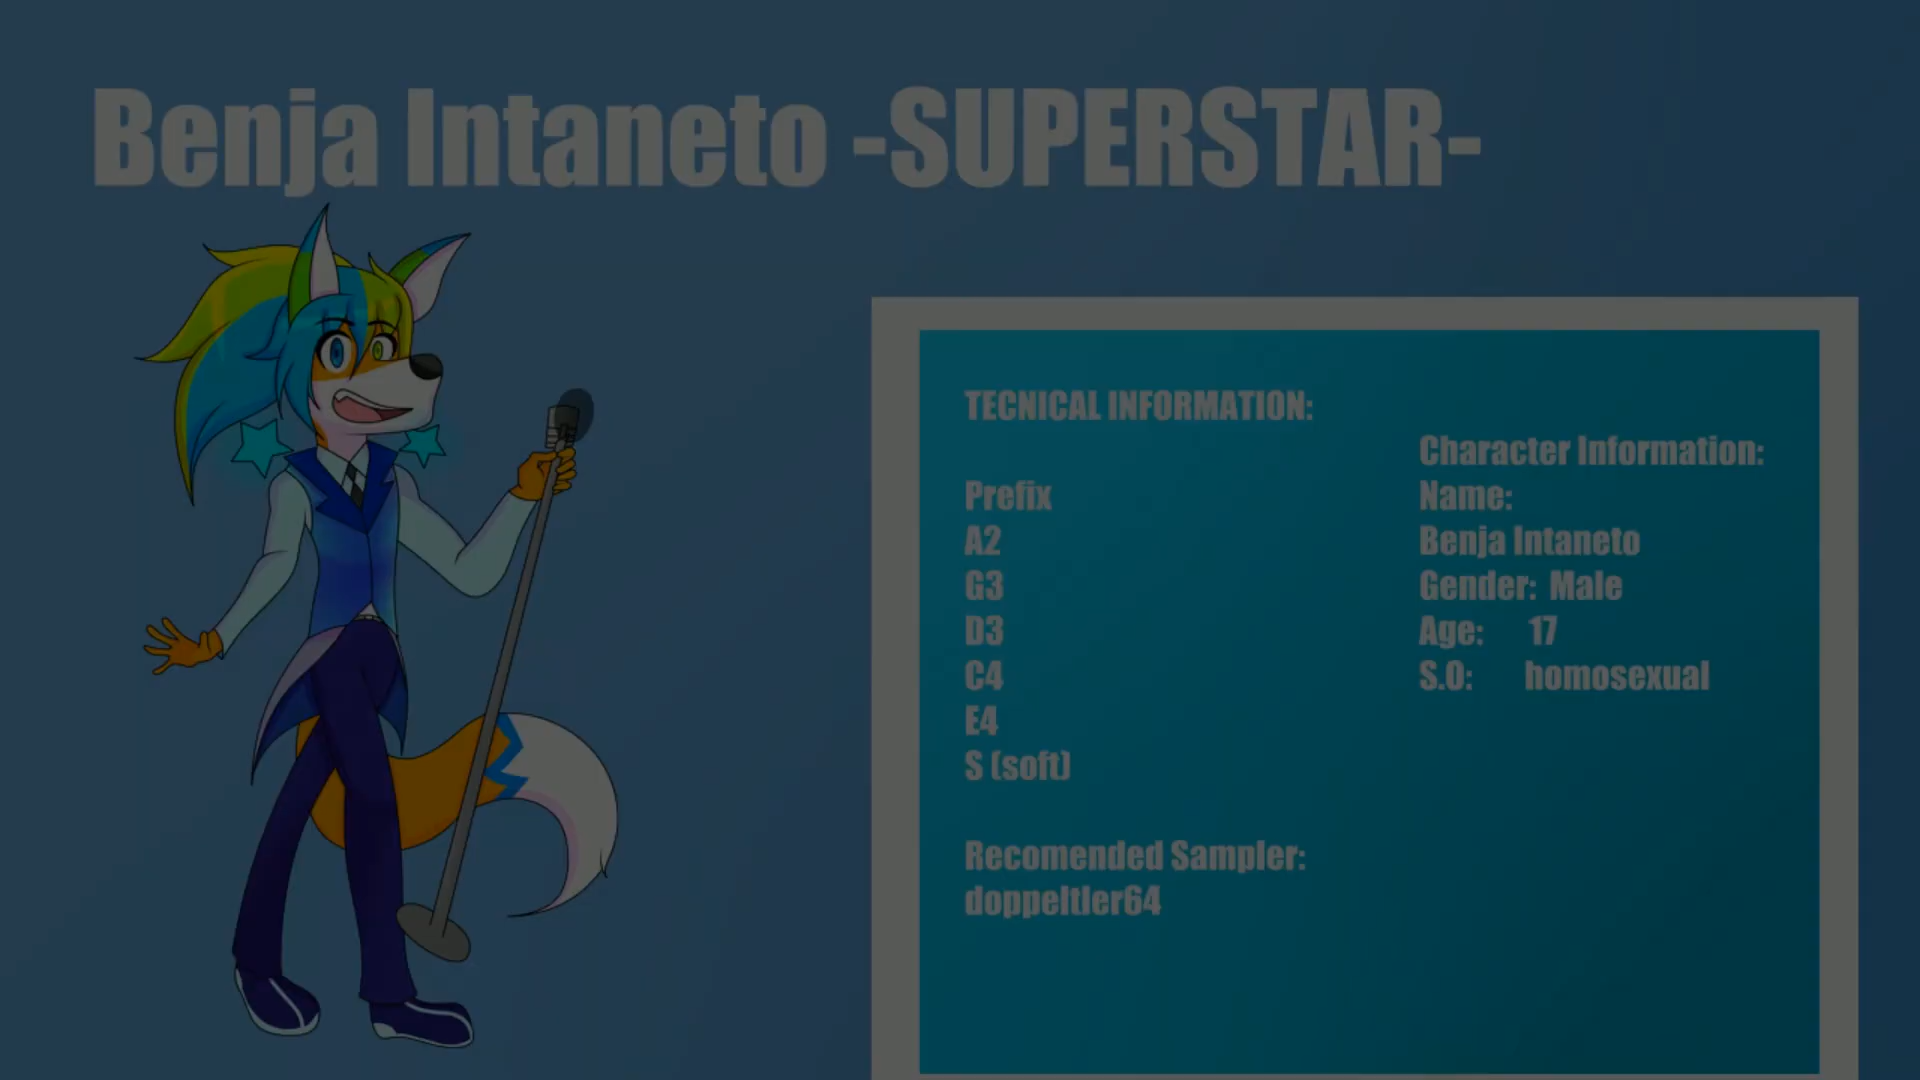 Benja Intaneto -SUPERSTAR-
TECNICAL INFORMATION:
Prefix
A2
G3
D3
C4
E4
S (soft)
Recomended Sampler:
doppeltler64
Character Information:
Name:
Benja Intaneto
Gender: Male
Age: 17
S.O: homosexual